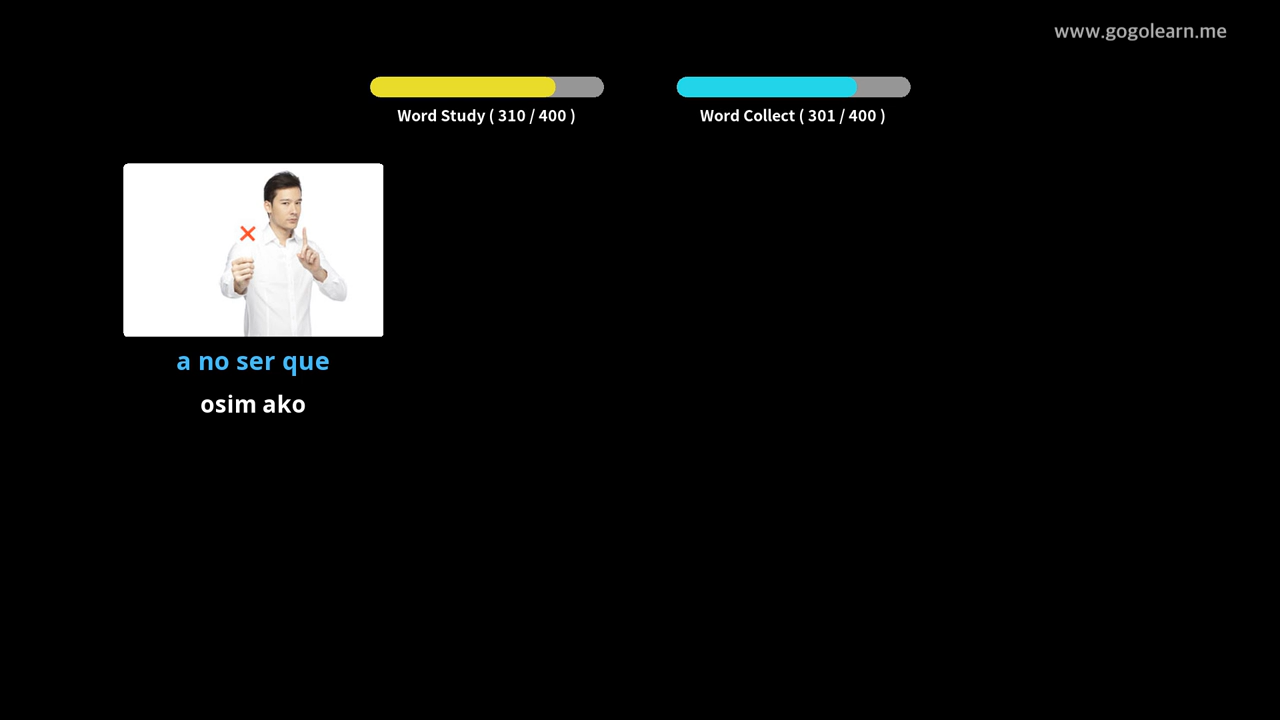 www.gogolearn.me
Word Study ( 310 / 400 )
Word Collect ( 301 / 400 )
a no ser que
osim ako